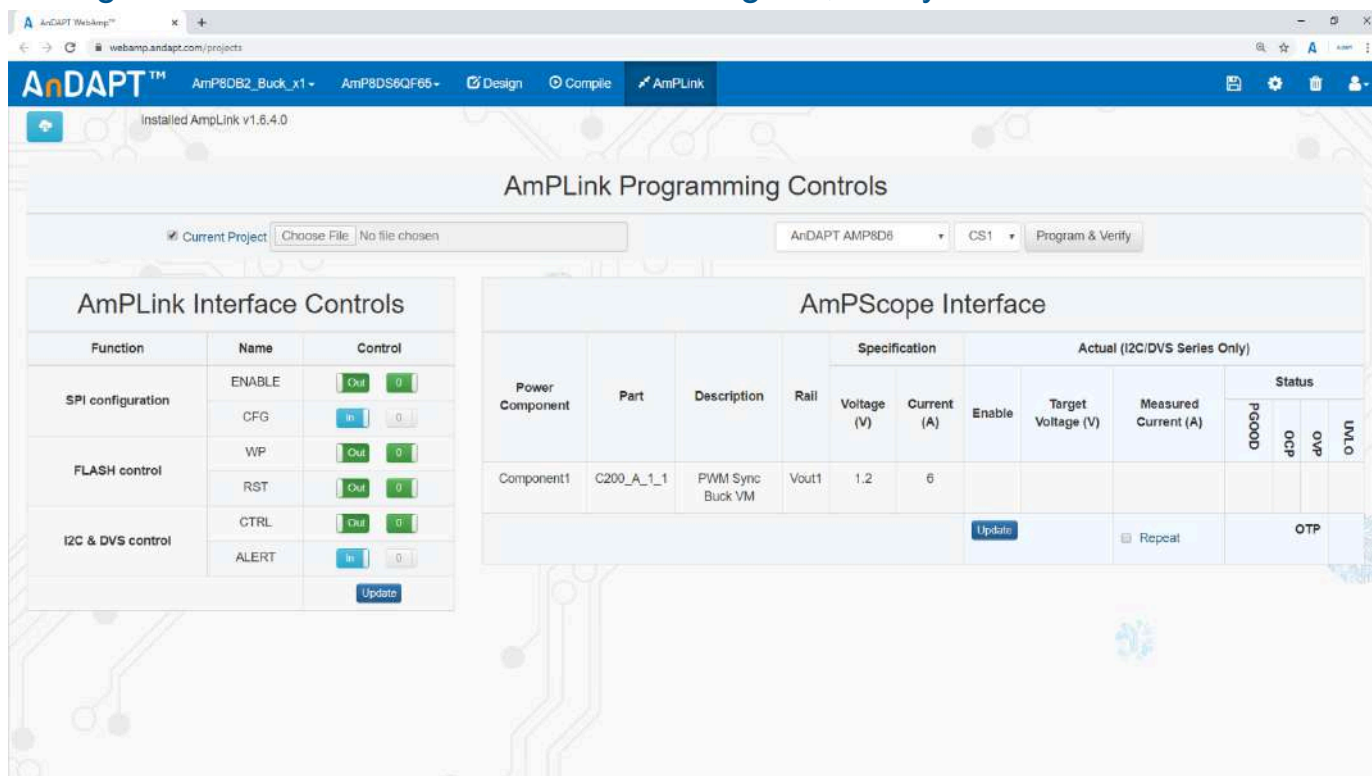 AnDAPT WebAmp™
webamp.andapt.com/projects
AnDAPT™ AmP8DB2_Buck_x1 AmP8DS6QF65 Design Compile AmPLink
Installed AmpLink v1.6.4.0
AmPLink Programming Controls
Current Project Choose File No file chosen AnDAPT AMP8D6 CS1 Program & Verify
AmPLink Interface Controls
Function Name Control
SPI configuration
ENABLE Out 0
CFG In 0
FLASH control
WP Out 0
RST Out 0
I2C & DVS control
CTRL Out 0
ALERT In 0
Update
AmPScope Interface
Power Component Part Description Rail Specification Actual (I2C/DVS Series Only)
Voltage (V) Current (A) Enable Target Voltage (V) Measured Current (A) Status
PGOOD OCP OVP UVLO
Component1 C200_A_1_1 PWM Sync Buck VM Vout1 1.2 6
Update Repeat OTP